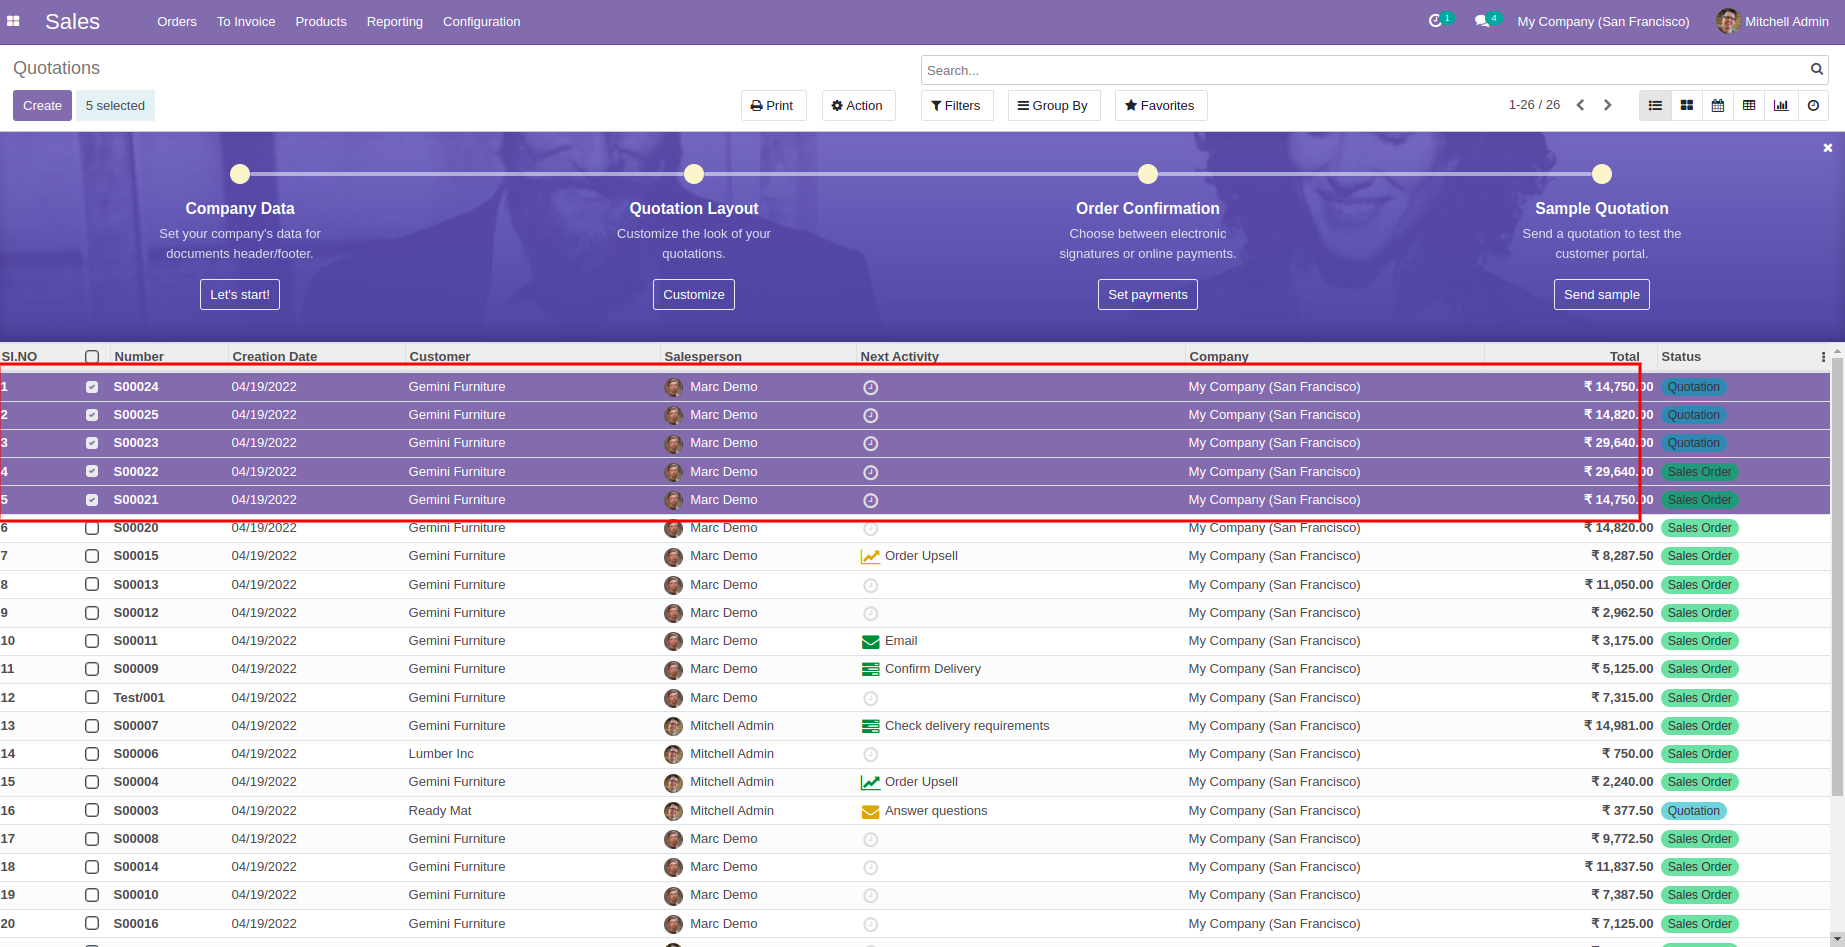 Sales Orders To Invoice Products Reporting Configuration 1 4 My Company (San Francisco) Mitchell Admin
Quotations
Search...
Create 5 selected Print Action Filters Group By Favorites 1-26 / 26
Company Data Quotation Layout Order Confirmation Sample Quotation
Set your company's data for Customize the look of your Choose between electronic Send a quotation to test the
documents header/footer. quotations. signatures or online payments. customer portal.
Let's start! Customize Set payments Send sample
Sl.NO Number Creation Date Customer Salesperson Next Activity Company Total Status
1 S00024 04/19/2022 Gemini Furniture Marc Demo My Company (San Francisco) ₹ 14,750.00 Quotation
2 S00025 04/19/2022 Gemini Furniture Marc Demo My Company (San Francisco) ₹ 14,820.00 Quotation
3 S00023 04/19/2022 Gemini Furniture Marc Demo My Company (San Francisco) ₹ 29,640.00 Quotation
4 S00022 04/19/2022 Gemini Furniture Marc Demo My Company (San Francisco) ₹ 29,640.00 Sales Order
5 S00021 04/19/2022 Gemini Furniture Marc Demo My Company (San Francisco) ₹ 14,750.00 Sales Order
6 S00020 04/19/2022 Gemini Furniture Marc Demo My Company (San Francisco) ₹ 14,820.00 Sales Order
7 S00015 04/19/2022 Gemini Furniture Marc Demo Order Upsell My Company (San Francisco) ₹ 8,287.50 Sales Order
8 S00013 04/19/2022 Gemini Furniture Marc Demo My Company (San Francisco) ₹ 11,050.00 Sales Order
9 S00012 04/19/2022 Gemini Furniture Marc Demo My Company (San Francisco) ₹ 2,962.50 Sales Order
10 S00011 04/19/2022 Gemini Furniture Marc Demo Email My Company (San Francisco) ₹ 3,175.00 Sales Order
11 S00009 04/19/2022 Gemini Furniture Marc Demo Confirm Delivery My Company (San Francisco) ₹ 5,125.00 Sales Order
12 Test/001 04/19/2022 Gemini Furniture Marc Demo My Company (San Francisco) ₹ 7,315.00 Sales Order
13 S00007 04/19/2022 Gemini Furniture Mitchell Admin Check delivery requirements My Company (San Francisco) ₹ 14,981.00 Sales Order
14 S00006 04/19/2022 Lumber Inc Mitchell Admin My Company (San Francisco) ₹ 750.00 Sales Order
15 S00004 04/19/2022 Gemini Furniture Mitchell Admin Order Upsell My Company (San Francisco) ₹ 2,240.00 Sales Order
16 S00003 04/19/2022 Ready Mat Mitchell Admin Answer questions My Company (San Francisco) ₹ 377.50 Quotation
17 S00008 04/19/2022 Gemini Furniture Marc Demo My Company (San Francisco) ₹ 9,772.50 Sales Order
18 S00014 04/19/2022 Gemini Furniture Marc Demo My Company (San Francisco) ₹ 11,837.50 Sales Order
19 S00010 04/19/2022 Gemini Furniture Marc Demo My Company (San Francisco) ₹ 7,387.50 Sales Order
20 S00016 04/19/2022 Gemini Furniture Marc Demo My Company (San Francisco) ₹ 7,125.00 Sales Order